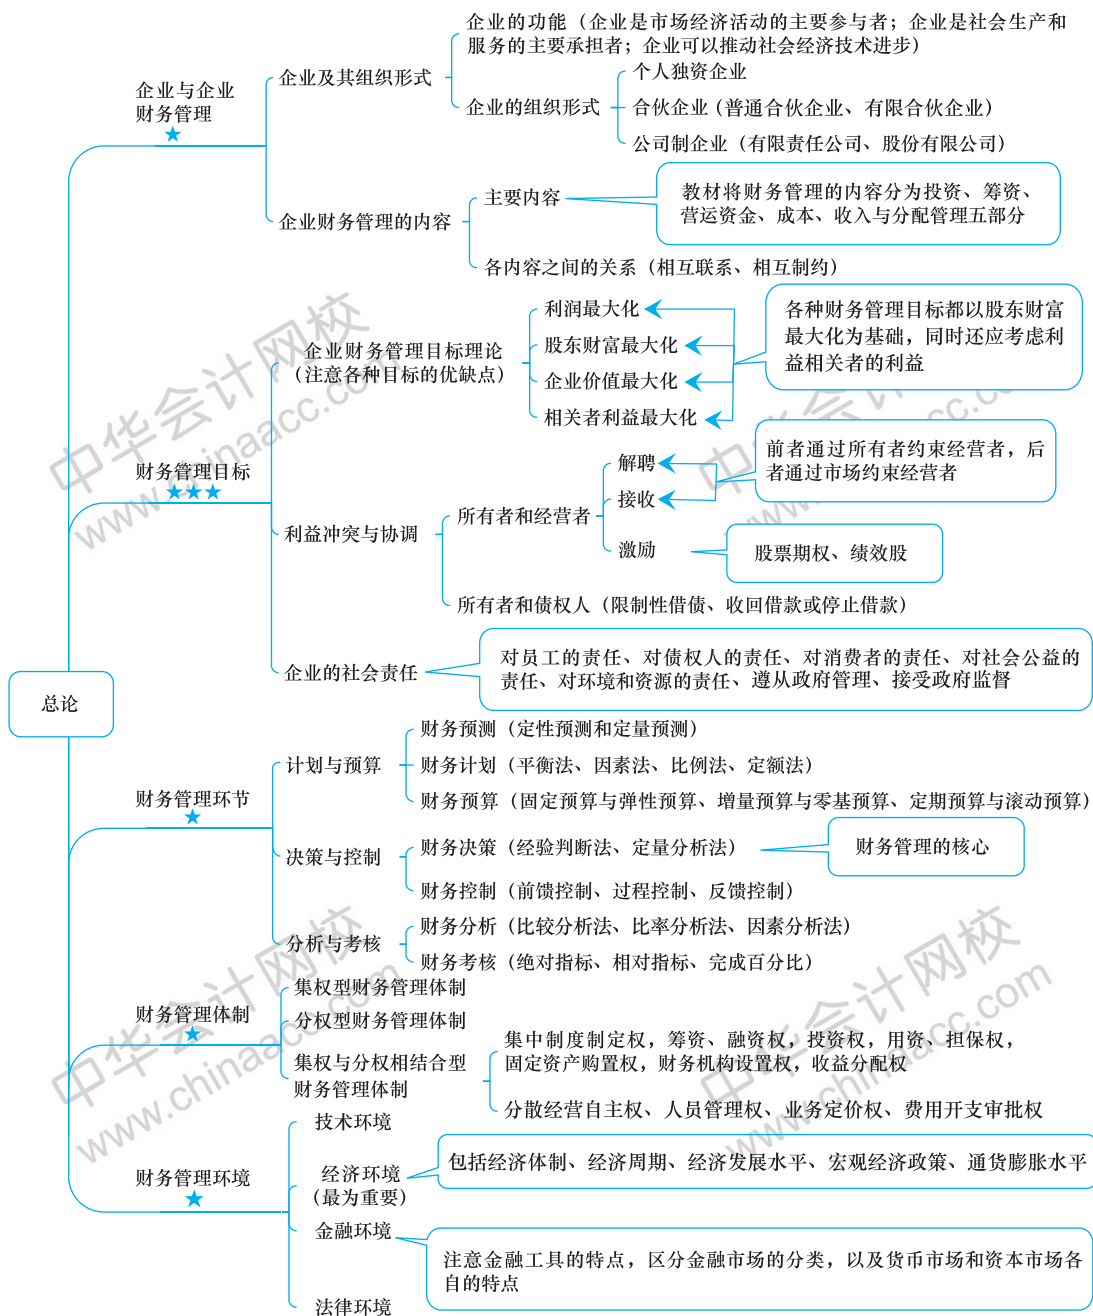 总论
企业与企业
财务管理
★
企业及其组织形式
企业的功能（企业是市场经济活动的主要参与者；企业是社会生产和
服务的主要承担者；企业可以推动社会经济技术进步）
企业的组织形式
个人独资企业
合伙企业（普通合伙企业、有限合伙企业）
公司制企业（有限责任公司、股份有限公司）
企业财务管理的内容
主要内容
教材将财务管理的内容分为投资、筹资、
营运资金、成本、收入与分配管理五部分
各内容之间的关系（相互联系、相互制约）
财务管理目标
★★★
企业财务管理目标理论
（注意各种目标的优缺点）
利润最大化
股东财富最大化
企业价值最大化
相关者利益最大化
各种财务管理目标都以股东财富
最大化为基础，同时还应考虑利
益相关者的利益
利益冲突与协调
所有者和经营者
解聘
接收
前者通过所有者约束经营者，后
者通过市场约束经营者
激励
股票期权、绩效股
所有者和债权人（限制性借债、收回借款或停止借款）
企业的社会责任
对员工的责任、对债权人的责任、对消费者的责任、对社会公益的
责任、对环境和资源的责任、遵从政府管理、接受政府监督
财务管理环节
★
计划与预算
财务预测（定性预测和定量预测）
财务计划（平衡法、因素法、比例法、定额法）
财务预算（固定预算与弹性预算、增量预算与零基预算、定期预算与滚动预算）
决策与控制
财务决策（经验判断法、定量分析法）
财务管理的核心
财务控制（前馈控制、过程控制、反馈控制）
分析与考核
财务分析（比较分析法、比率分析法、因素分析法）
财务考核（绝对指标、相对指标、完成百分比）
财务管理体制
★
集权型财务管理体制
分权型财务管理体制
集权与分权相结合型
财务管理体制
集中制度制定权，筹资、融资权，投资权，用资、担保权，
固定资产购置权，财务机构设置权，收益分配权
分散经营自主权、人员管理权、业务定价权、费用开支审批权
财务管理环境
★
技术环境
经济环境
（最为重要）
包括经济体制、经济周期、经济发展水平、宏观经济政策、通货膨胀水平
金融环境
注意金融工具的特点，区分金融市场的分类，以及货币市场和资本市场各
自的特点
法律环境
中华会计网校
www.chinaacc.com
中华会计网校
www.chinaacc.com
中华会计网校
www.chinaacc.com